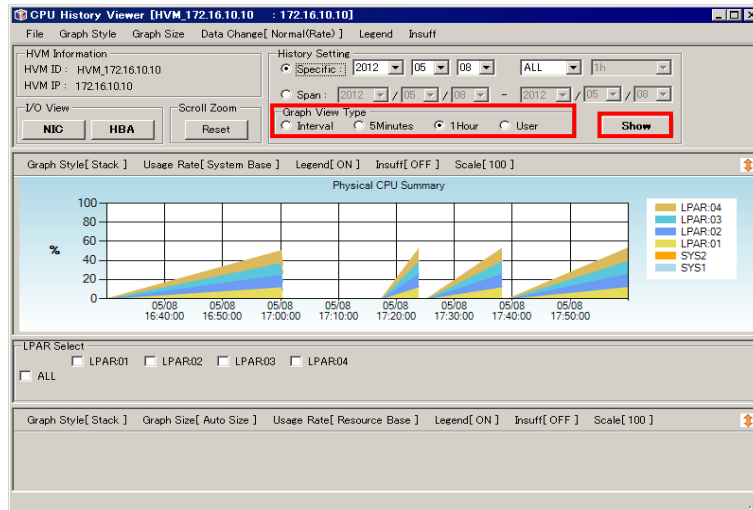 CPU History Viewer [HVM_172.16.10.10 : 172.16.10.10]
File Graph Style Graph Size Data Change[ Normal(Rate) ] Legend Insuff
HVM Information
HVM ID : HVM_172.16.10.10
HVM IP : 172.16.10.10
History Setting
Specific : 2012 05 08 ALL 1h
Span : 2012 / 05 / 08 - 2012 / 05 / 08
I/O View
NIC HBA
Scroll Zoom
Reset
Graph View Type
Interval 5Minutes 1Hour User
Show
Graph Style[ Stack ] Usage Rate[ System Base ] Legend[ ON ] Insuff[ OFF ] Scale[ 100 ]
Physical CPU Summary
100
80
60
40
20
0
%
05/08 05/08 05/08 05/08 05/08 05/08 05/08 05/08
16:40:00 16:50:00 17:00:00 17:10:00 17:20:00 17:30:00 17:40:00 17:50:00
LPAR:04
LPAR:03
LPAR:02
LPAR:01
SYS2
SYS1
LPAR Select
LPAR:01 LPAR:02 LPAR:03 LPAR:04
ALL
Graph Style[ Stack ] Graph Size[ Auto Size ] Usage Rate[ Resource Base ] Legend[ ON ] Insuff[ OFF ] Scale[ 100 ]